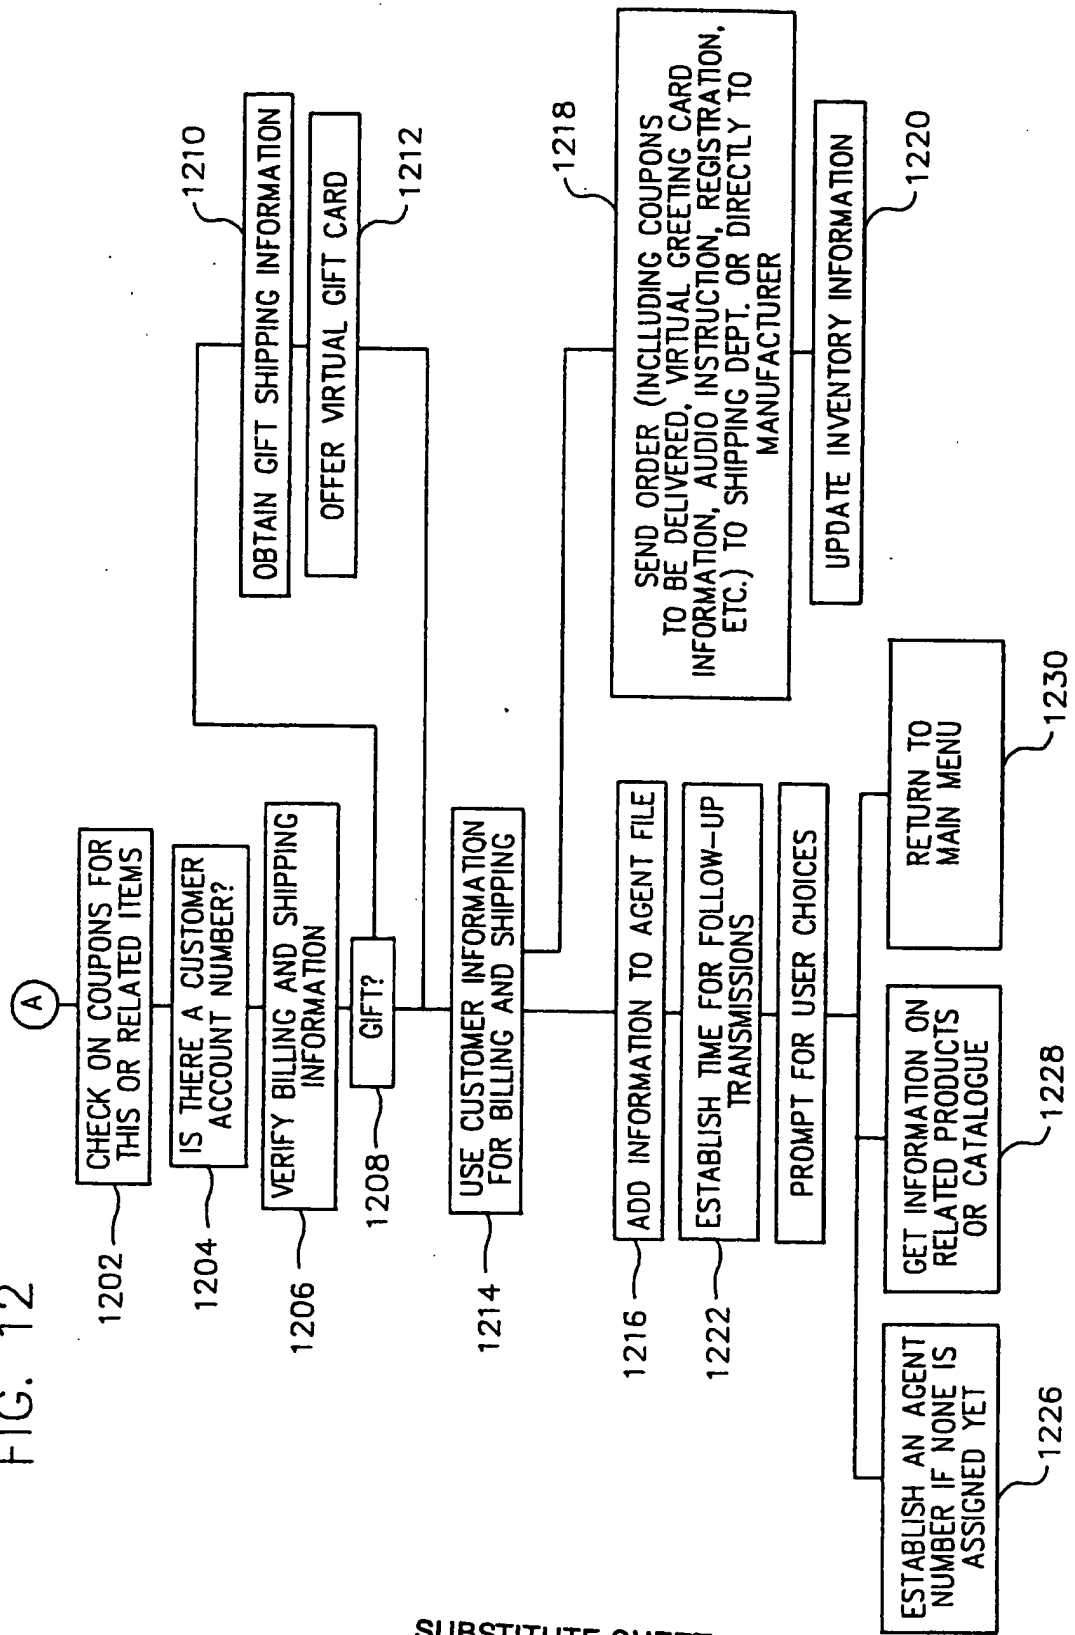 FIG. 12
A
CHECK ON COUPONS FOR
THIS OR RELATED ITEMS
1202
IS THERE A CUSTOMER
ACCOUNT NUMBER?
1204
VERIFY BILLING AND SHIPPING
INFORMATION
1206
GIFT?
1208
OBTAIN GIFT SHIPPING INFORMATION
1210
OFFER VIRTUAL GIFT CARD
1212
USE CUSTOMER INFORMATION
FOR BILLING AND SHIPPING
1214
SEND ORDER (INCLUDING COUPONS
TO BE DELIVERED, VIRTUAL GREETING CARD
INFORMATION, AUDIO INSTRUCTION, REGISTRATION,
ETC.) TO SHIPPING DEPT. OR DIRECTLY TO
MANUFACTURER
1218
UPDATE INVENTORY INFORMATION
1220
1216
ADD INFORMATION TO AGENT FILE
1222
ESTABLISH TIME FOR FOLLOW-UP
TRANSMISSIONS
PROMPT FOR USER CHOICES
ESTABLISH AN AGENT
NUMBER IF NONE IS
ASSIGNED YET
1226
GET INFORMATION ON
RELATED PRODUCTS
OR CATALOGUE
1228
RETURN TO
MAIN MENU
1230
SUBSTITUTE SHEET